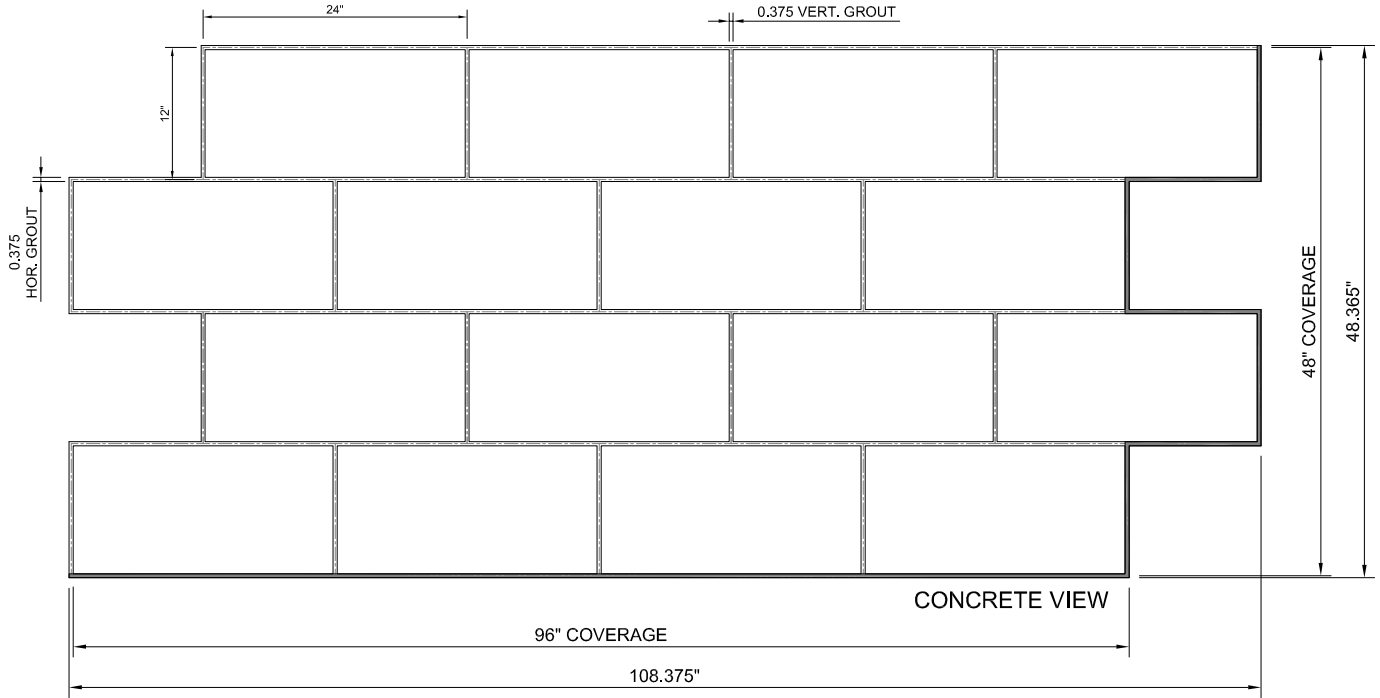 24"
0.375 VERT. GROUT
12"
0.375
HOR. GROUT
48" COVERAGE
48.365"
CONCRETE VIEW
96" COVERAGE
108.375"